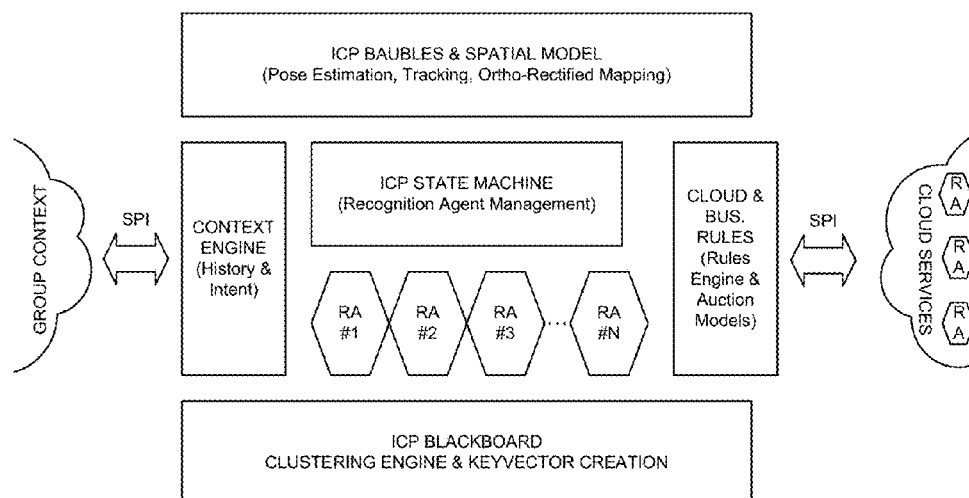 ICP BAUBLES & SPATIAL MODEL
(Pose Estimation, Tracking, Ortho-Rectified Mapping)
GROUP CONTEXT
SPI
CONTEXT
ENGINE
(History &
Intent)
ICP STATE MACHINE
(Recognition Agent Management)
RA
#1
RA
#2
RA
#3
...
RA
#N
CLOUD &
BUS.
RULES
(Rules
Engine &
Auction
Models)
SPI
CLOUD SERVICES
R
A
R
A
R
A
ICP BLACKBOARD
CLUSTERING ENGINE & KEYVECTOR CREATION